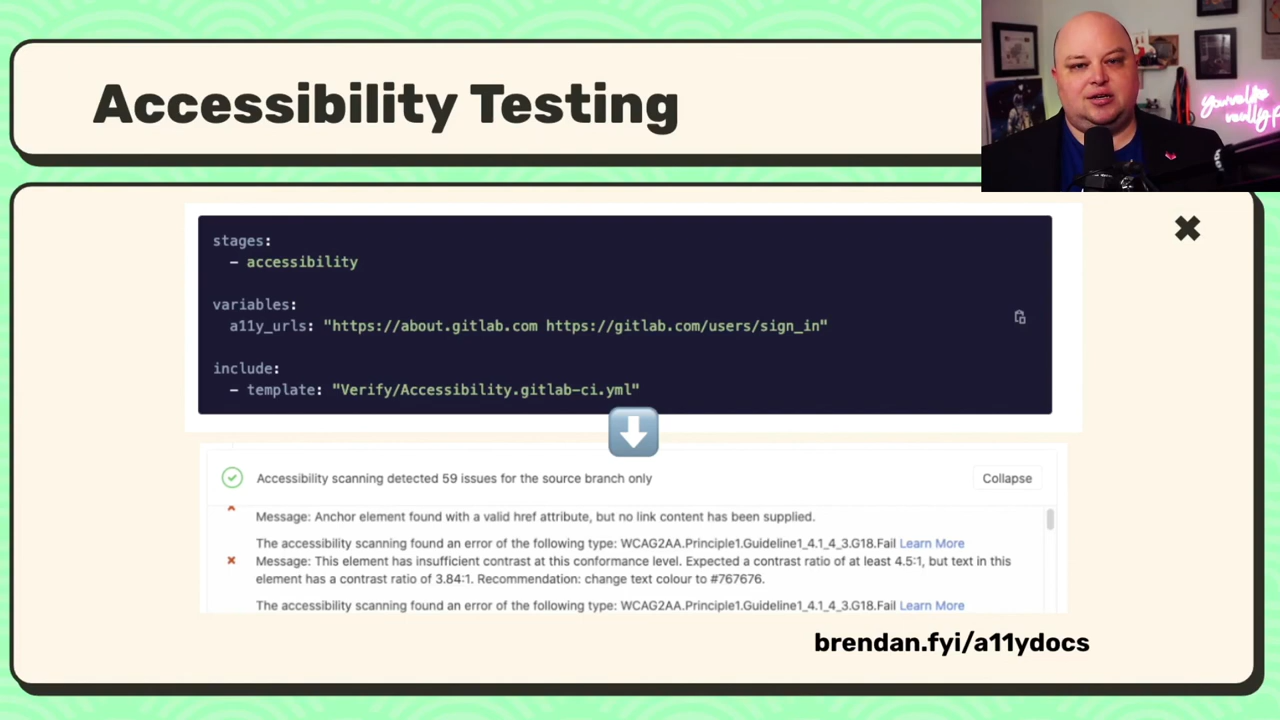 Accessibility Testing
you're like
really
stages:
- accessibility
variables:
a11y_urls: "https://about.gitlab.com https://gitlab.com/users/sign_in"
include:
- template: "Verify/Accessibility.gitlab-ci.yml"
Accessibility scanning detected 59 issues for the source branch only
Collapse
Message: Anchor element found with a valid href attribute, but no link content has been supplied.
The accessibility scanning found an error of the following type: WCAG2AA.Principle1.Guideline1_4.1_4_3.G18.Fail Learn More
Message: This element has insufficient contrast at this conformance level. Expected a contrast ratio of at least 4.5:1, but text in this
element has a contrast ratio of 3.84:1. Recommendation: change text colour to #767676.
The accessibility scanning found an error of the following type: WCAG2AA.Principle1.Guideline1_4.1_4_3.G18.Fail Learn More
brendan.fyi/a11ydocs